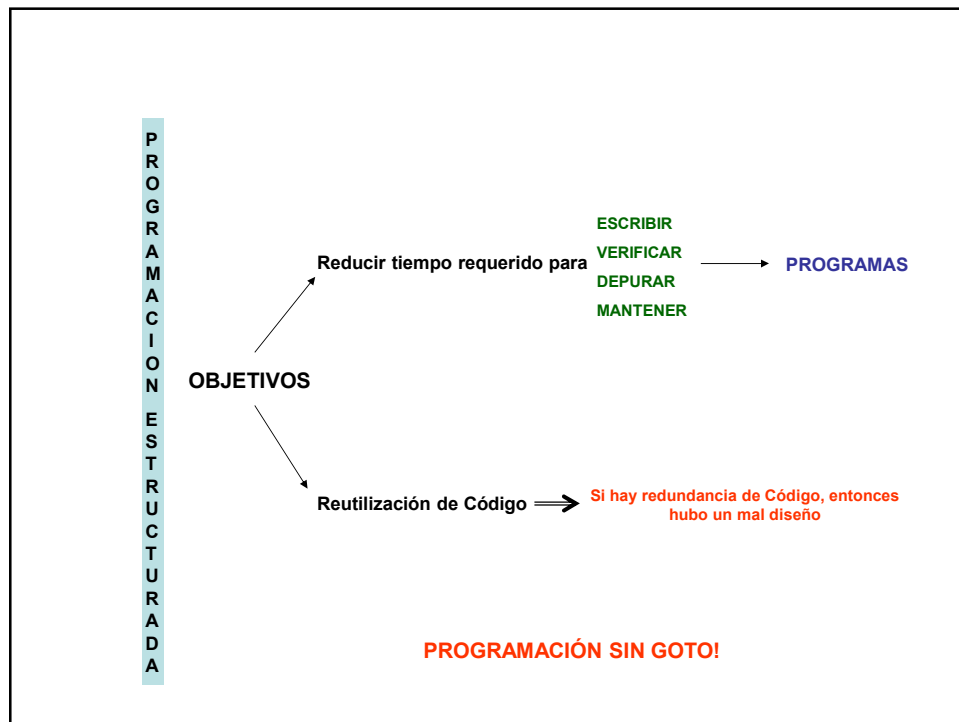 PROGRAMACION ESTRUCTURADA
OBJETIVOS
Reducir tiempo requerido para
ESCRIBIR
VERIFICAR
DEPURAR
MANTENER
PROGRAMAS
Reutilización de Código
Si hay redundancia de Código, entonces
hubo un mal diseño
PROGRAMACIÓN SIN GOTO!